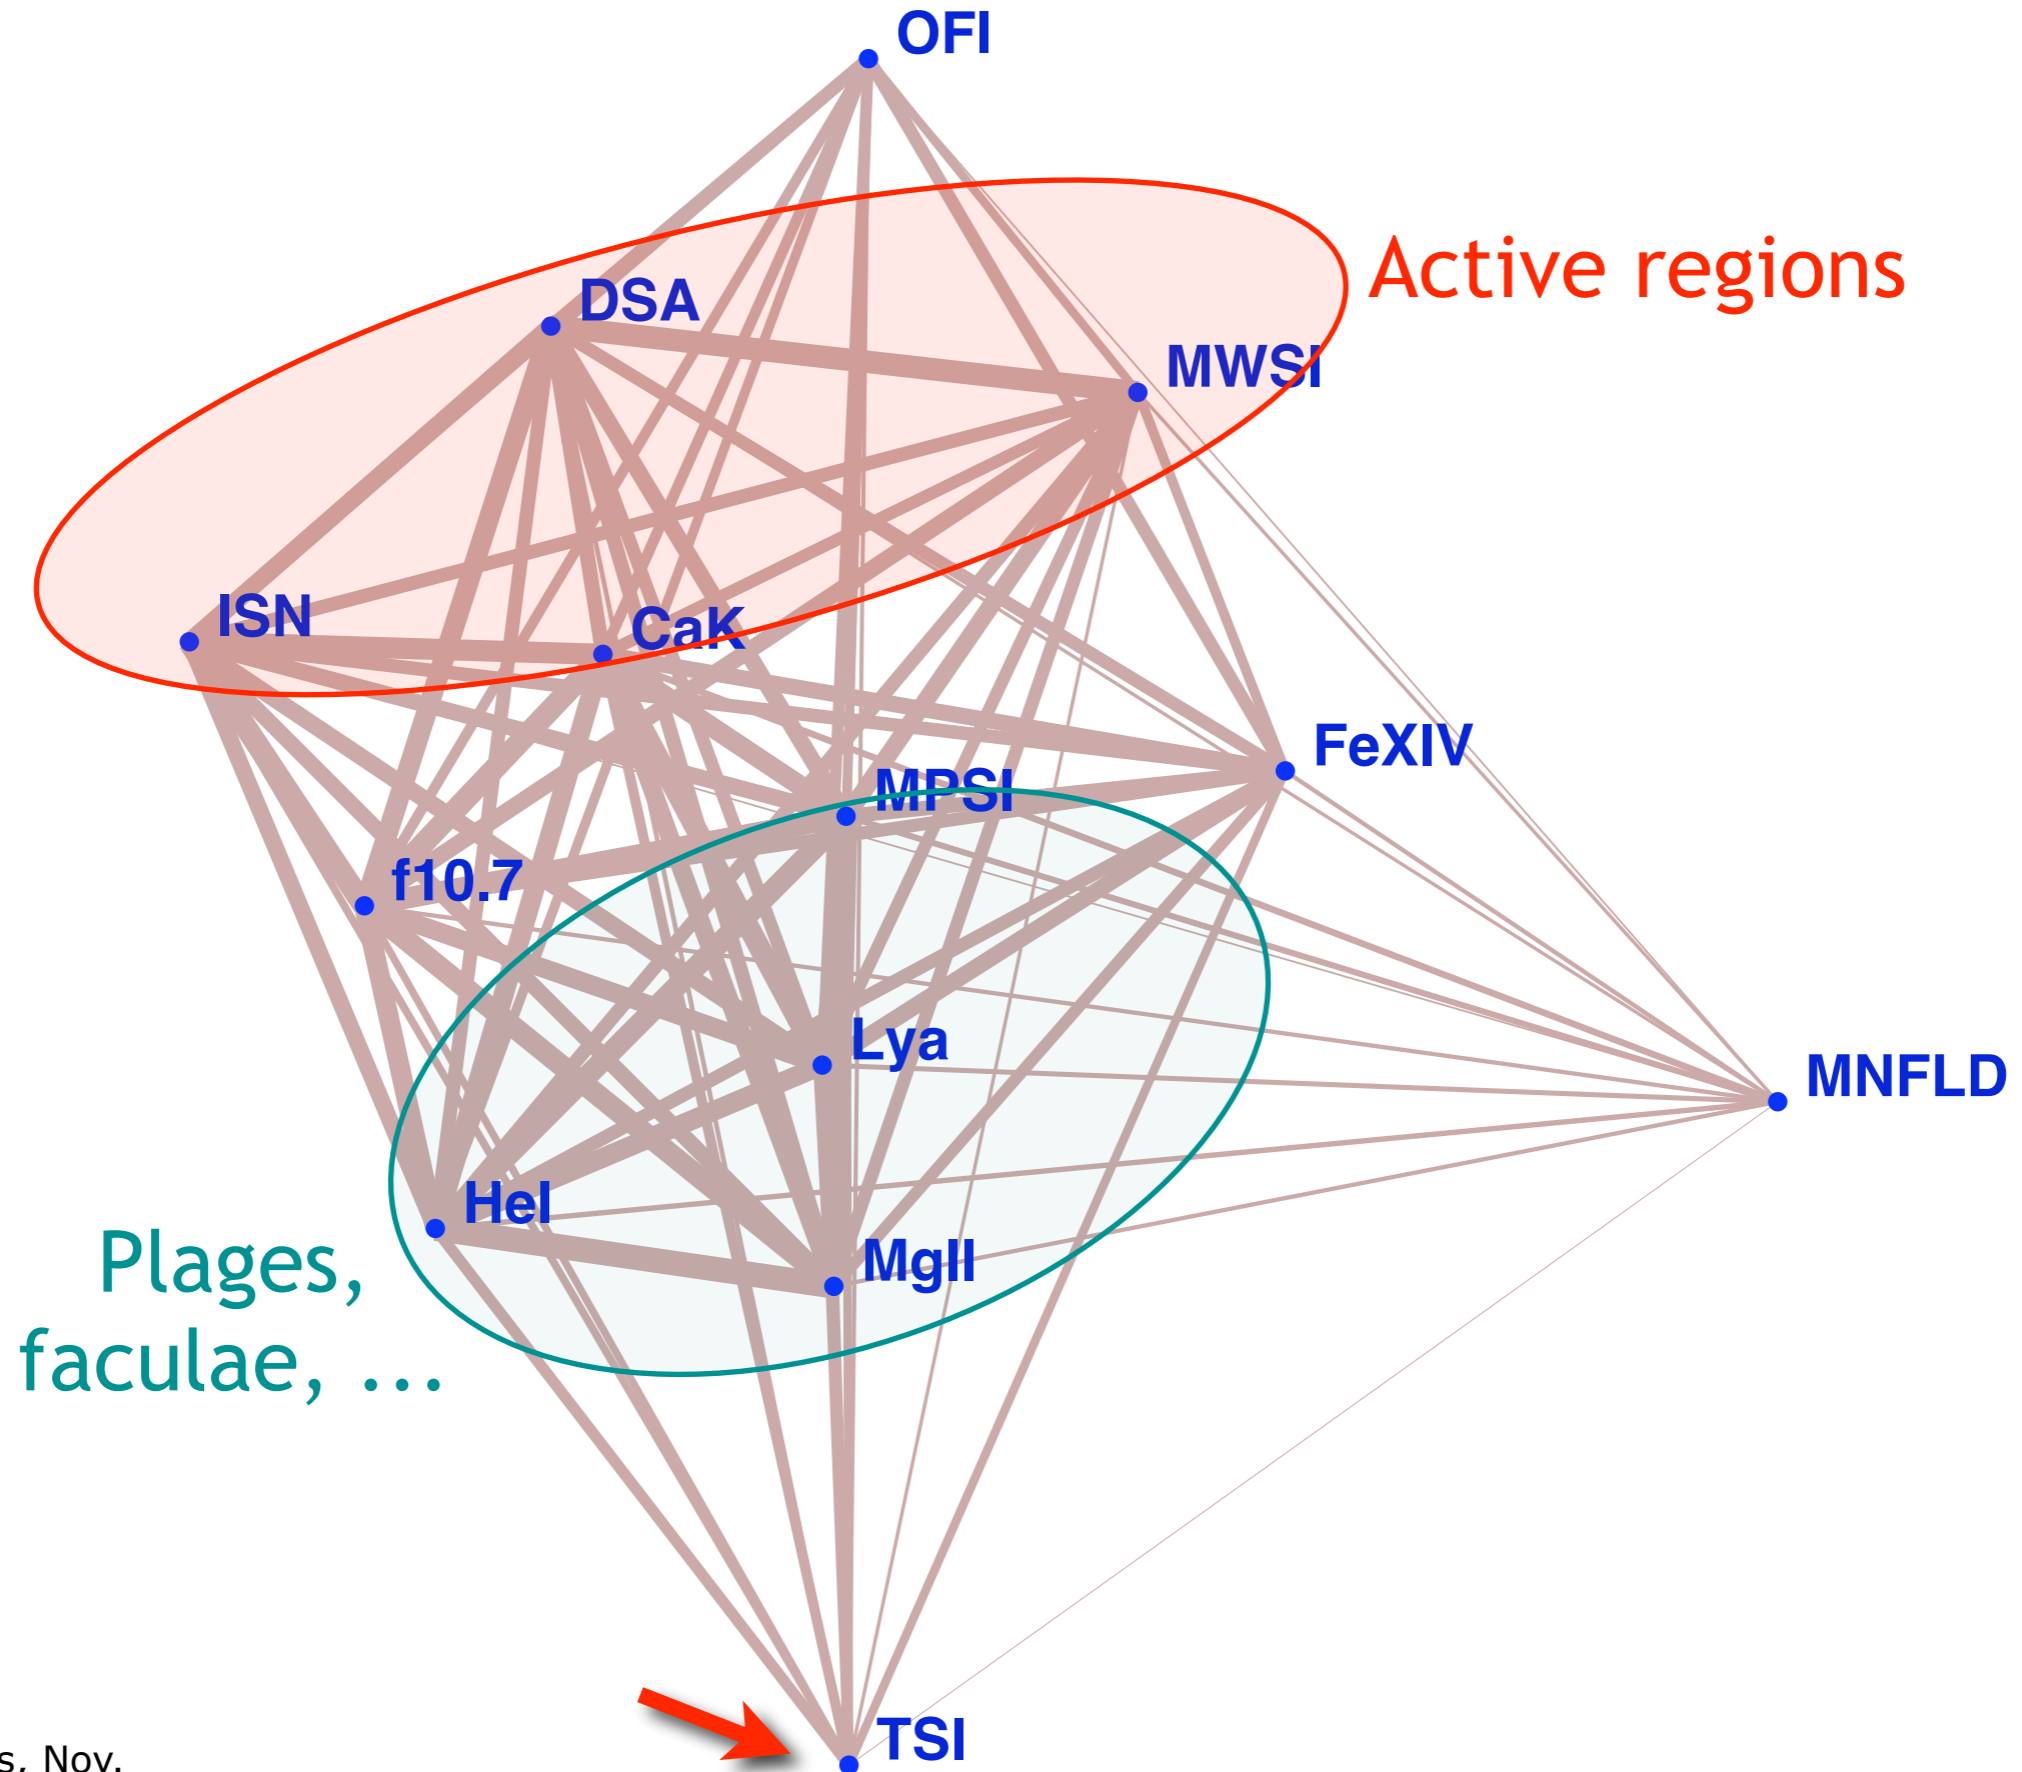 OFI
Active regions
DSA
MWSI
ISN
CaK
FeXIV
MPSI
f10.7
Lya
MNFLD
HeI
MgII
Plages,
faculae, ...
TSI
s, Nov.